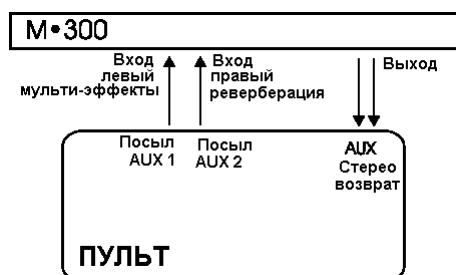 M•300
Вход
левый
мульти-эффекты
Вход
правый
реверберация
Выход
Посыл
AUX 1
Посыл
AUX 2
AUX
Стерео
возврат
ПУЛЬТ